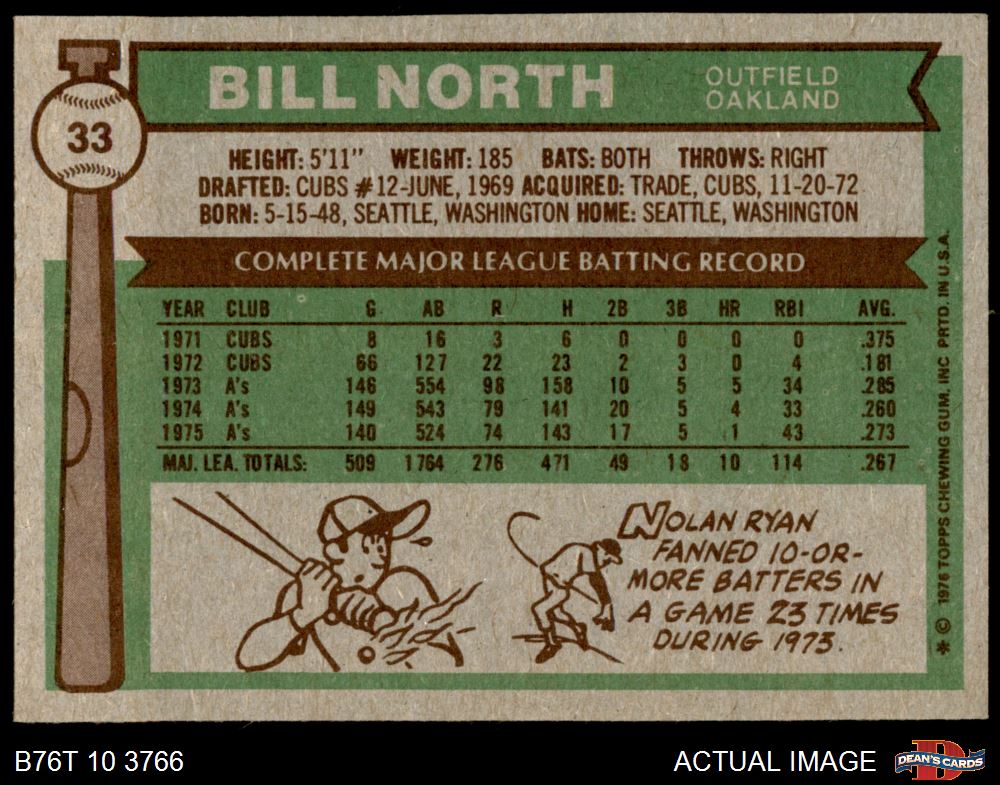 33
BILL NORTH
OUTFIELD
OAKLAND
HEIGHT: 5'11" WEIGHT: 185 BATS: BOTH THROWS: RIGHT
DRAFTED: CUBS #12-JUNE, 1969 ACQUIRED: TRADE, CUBS, 11-20-72
BORN: 5-15-48, SEATTLE, WASHINGTON HOME: SEATTLE, WASHINGTON
COMPLETE MAJOR LEAGUE BATTING RECORD
YEAR CLUB G AB R H 2B 3B HR RBI AVG.
1971 CUBS 8 16 3 6 0 0 0 0 .375
1972 CUBS 66 127 22 23 2 3 0 4 .181
1973 A's 146 554 98 158 10 5 5 34 .285
1974 A's 149 543 79 141 20 5 4 33 .260
1975 A's 140 524 74 143 17 5 1 43 .273
MAJ. LEA. TOTALS: 509 1764 276 471 49 18 10 114 .267
NOLAN RYAN
FANNED 10-OR-
MORE BATTERS IN
A GAME 23 TIMES
DURING 1973.
* © 1976 TOPPS CHEWING GUM, INC PRTD. IN U.S.A.
B76T 10 3766
ACTUAL IMAGE
DEAN'S CARDS